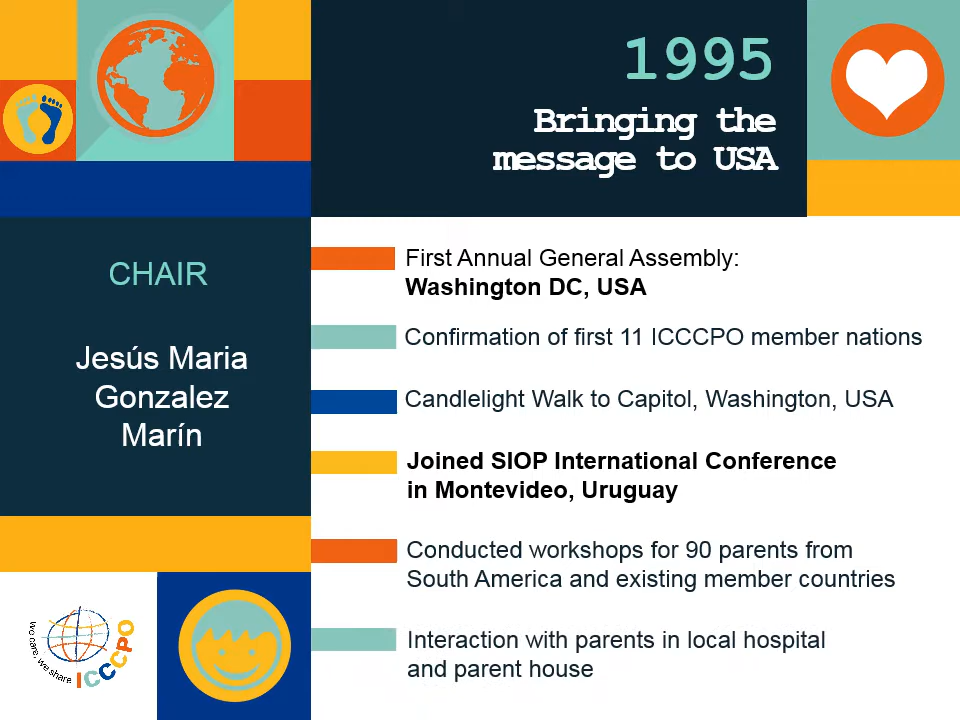 1995
Bringing the
message to USA
CHAIR
Jesús Maria
Gonzalez
Marín
First Annual General Assembly:
Washington DC, USA
Confirmation of first 11 ICCCPO member nations
Candlelight Walk to Capitol, Washington, USA
Joined SIOP International Conference
in Montevideo, Uruguay
Conducted workshops for 90 parents from
South America and existing member countries
Interaction with parents in local hospital
and parent house
we care, we share
ICCCPO